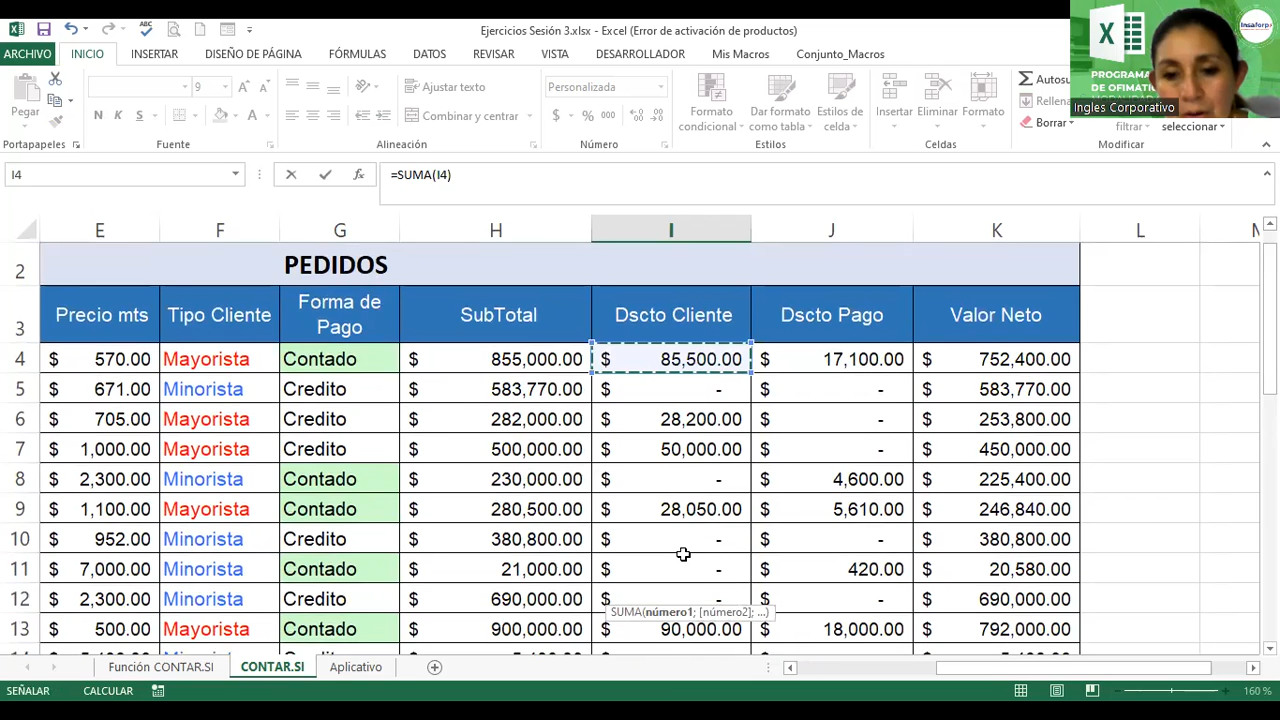 Ejercicios Sesión 3.xlsx - Excel (Error de activación de productos)
ARCHIVO INICIO INSERTAR DISEÑO DE PÁGINA FÓRMULAS DATOS REVISAR VISTA DESARROLLADOR Mis Macros Conjunto_Macros
Pegar
9
A A
N K S
A
Ajustar texto
Combinar y centrar
Personalizada
$ % 000
Formato condicional
Dar formato como tabla
Estilos de celda
Insertar
Eliminar
Formato
Autosu
Rellena
Borrar
filtrar
seleccionar
Portapapeles Fuente Alineación Número Estilos Celdas Modificar
PROGRAMA
DE OFIMÁTIC
Insaforp
Ingles Corporativo
I4 fx =SUMA(I4)
E F G H I J K L M
2 PEDIDOS
3 Precio mts Tipo Cliente Forma de Pago SubTotal Dscto Cliente Dscto Pago Valor Neto
4 $ 570.00 Mayorista Contado $ 855,000.00 $ 85,500.00 $ 17,100.00 $ 752,400.00
5 $ 671.00 Minorista Credito $ 583,770.00 $ - $ - $ 583,770.00
6 $ 705.00 Mayorista Credito $ 282,000.00 $ 28,200.00 $ - $ 253,800.00
7 $ 1,000.00 Mayorista Credito $ 500,000.00 $ 50,000.00 $ - $ 450,000.00
8 $ 2,300.00 Minorista Contado $ 230,000.00 $ - $ 4,600.00 $ 225,400.00
9 $ 1,100.00 Mayorista Contado $ 280,500.00 $ 28,050.00 $ 5,610.00 $ 246,840.00
10 $ 952.00 Minorista Credito $ 380,800.00 $ - $ - $ 380,800.00
11 $ 7,000.00 Minorista Contado $ 21,000.00 $ - $ 420.00 $ 20,580.00
12 $ 2,300.00 Minorista Credito $ 690,000.00 $ - $ - $ 690,000.00
SUMA(número1; [número2]; ...)
13 $ 500.00 Mayorista Contado $ 900,000.00 $ 90,000.00 $ 18,000.00 $ 792,000.00
Función CONTAR.SI CONTAR.SI Aplicativo
SEÑALAR CALCULAR 160 %